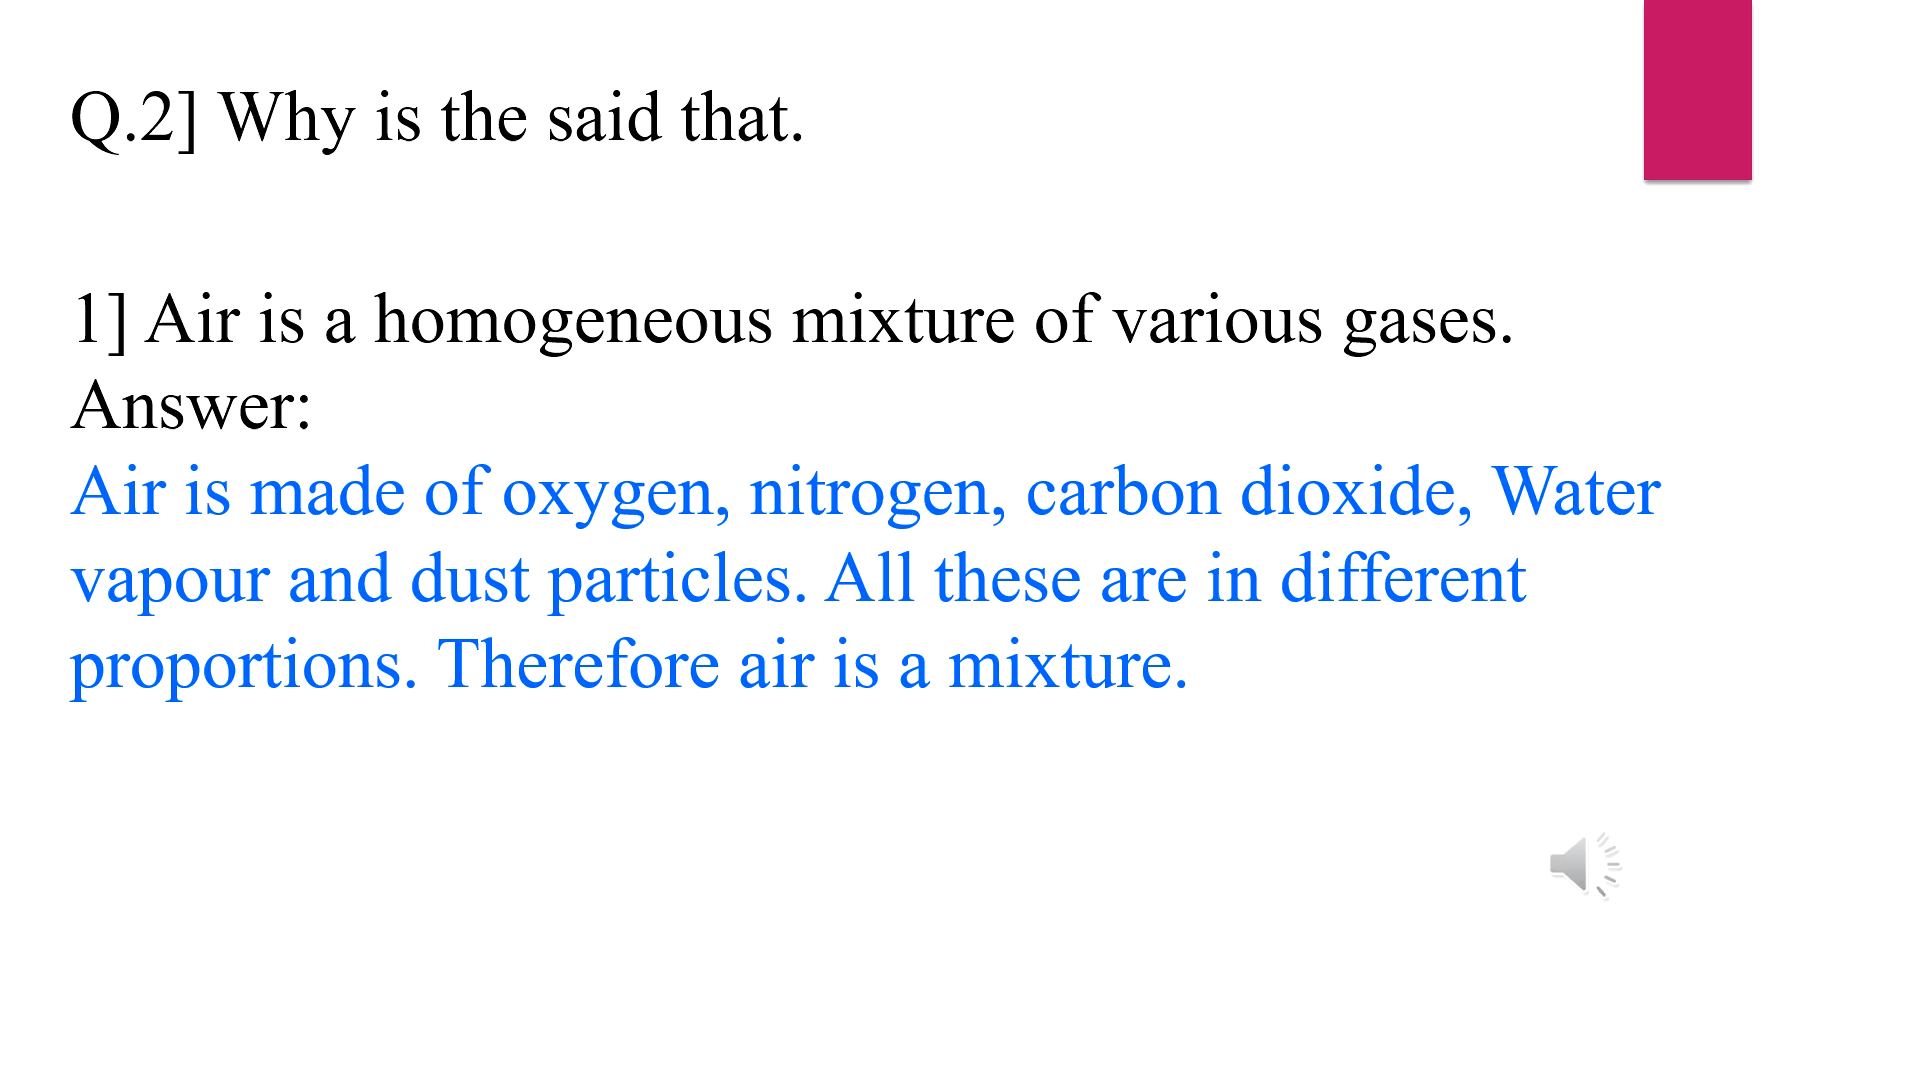 Q.2] Why is the said that.
1] Air is a homogeneous mixture of various gases.
Answer:
Air is made of oxygen, nitrogen, carbon dioxide, Water
vapour and dust particles. All these are in different
proportions. Therefore air is a mixture.